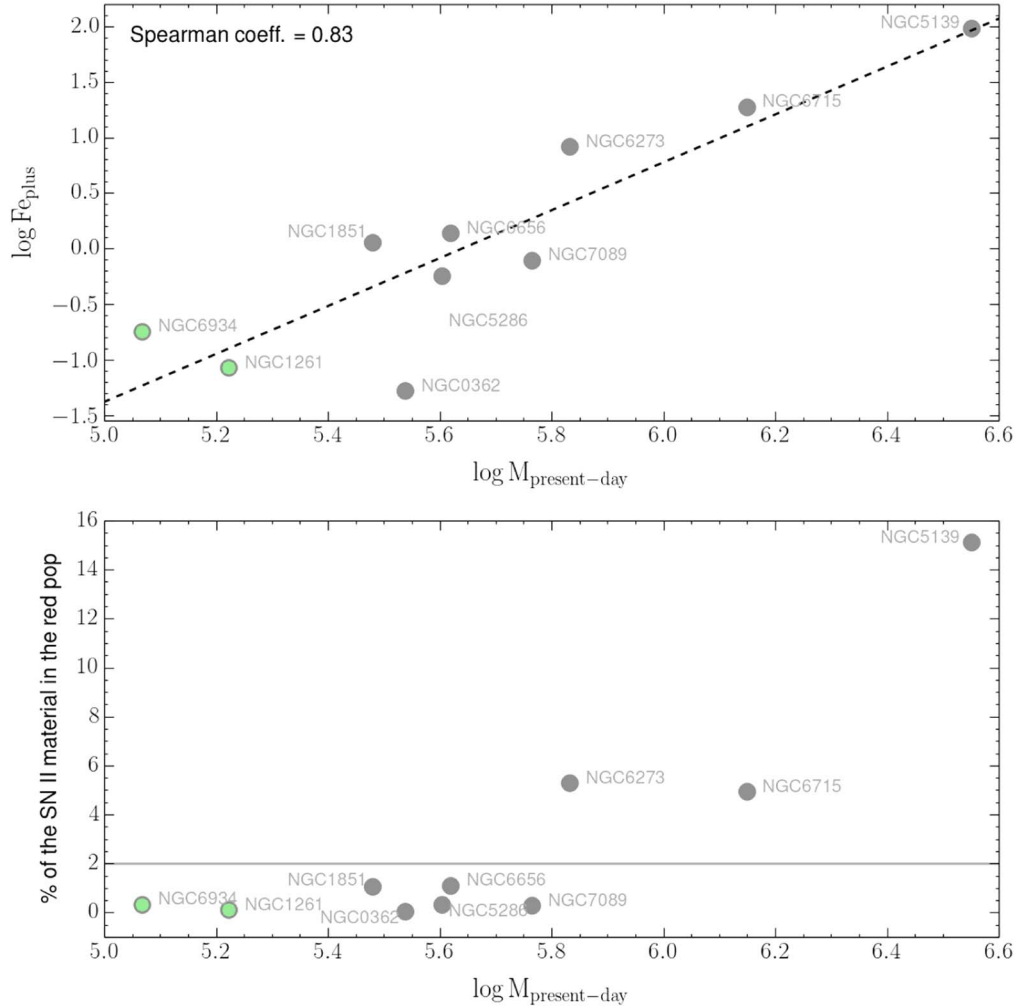 2.0
1.5
1.0
0.5
0.0
−0.5
−1.0
−1.5
log Fe_plus
Spearman coeff. = 0.83
NGC5139
NGC6715
NGC6273
NGC1851
NGC6656
NGC7089
NGC5286
NGC6934
NGC1261
NGC0362
5.0 5.2 5.4 5.6 5.8 6.0 6.2 6.4 6.6
log M_present−day
16
14
12
10
8
6
4
2
0
% of the SN II material in the red pop
NGC5139
NGC6273
NGC6715
NGC1851
NGC6656
NGC6934
NGC1261
NGC0362
NGC5286
NGC7089
5.0 5.2 5.4 5.6 5.8 6.0 6.2 6.4 6.6
log M_present−day